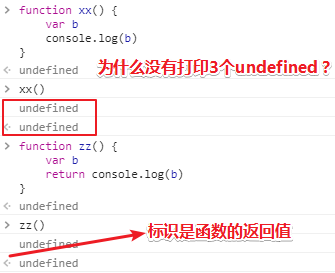 > function xx() {
var b
console.log(b)
}
<· undefined
为什么没有打印3个undefined？
> xx()
undefined
<· undefined
> function zz() {
var b
return console.log(b)
}
<· undefined
> zz()
标识是函数的返回值
undefined
<· undefined